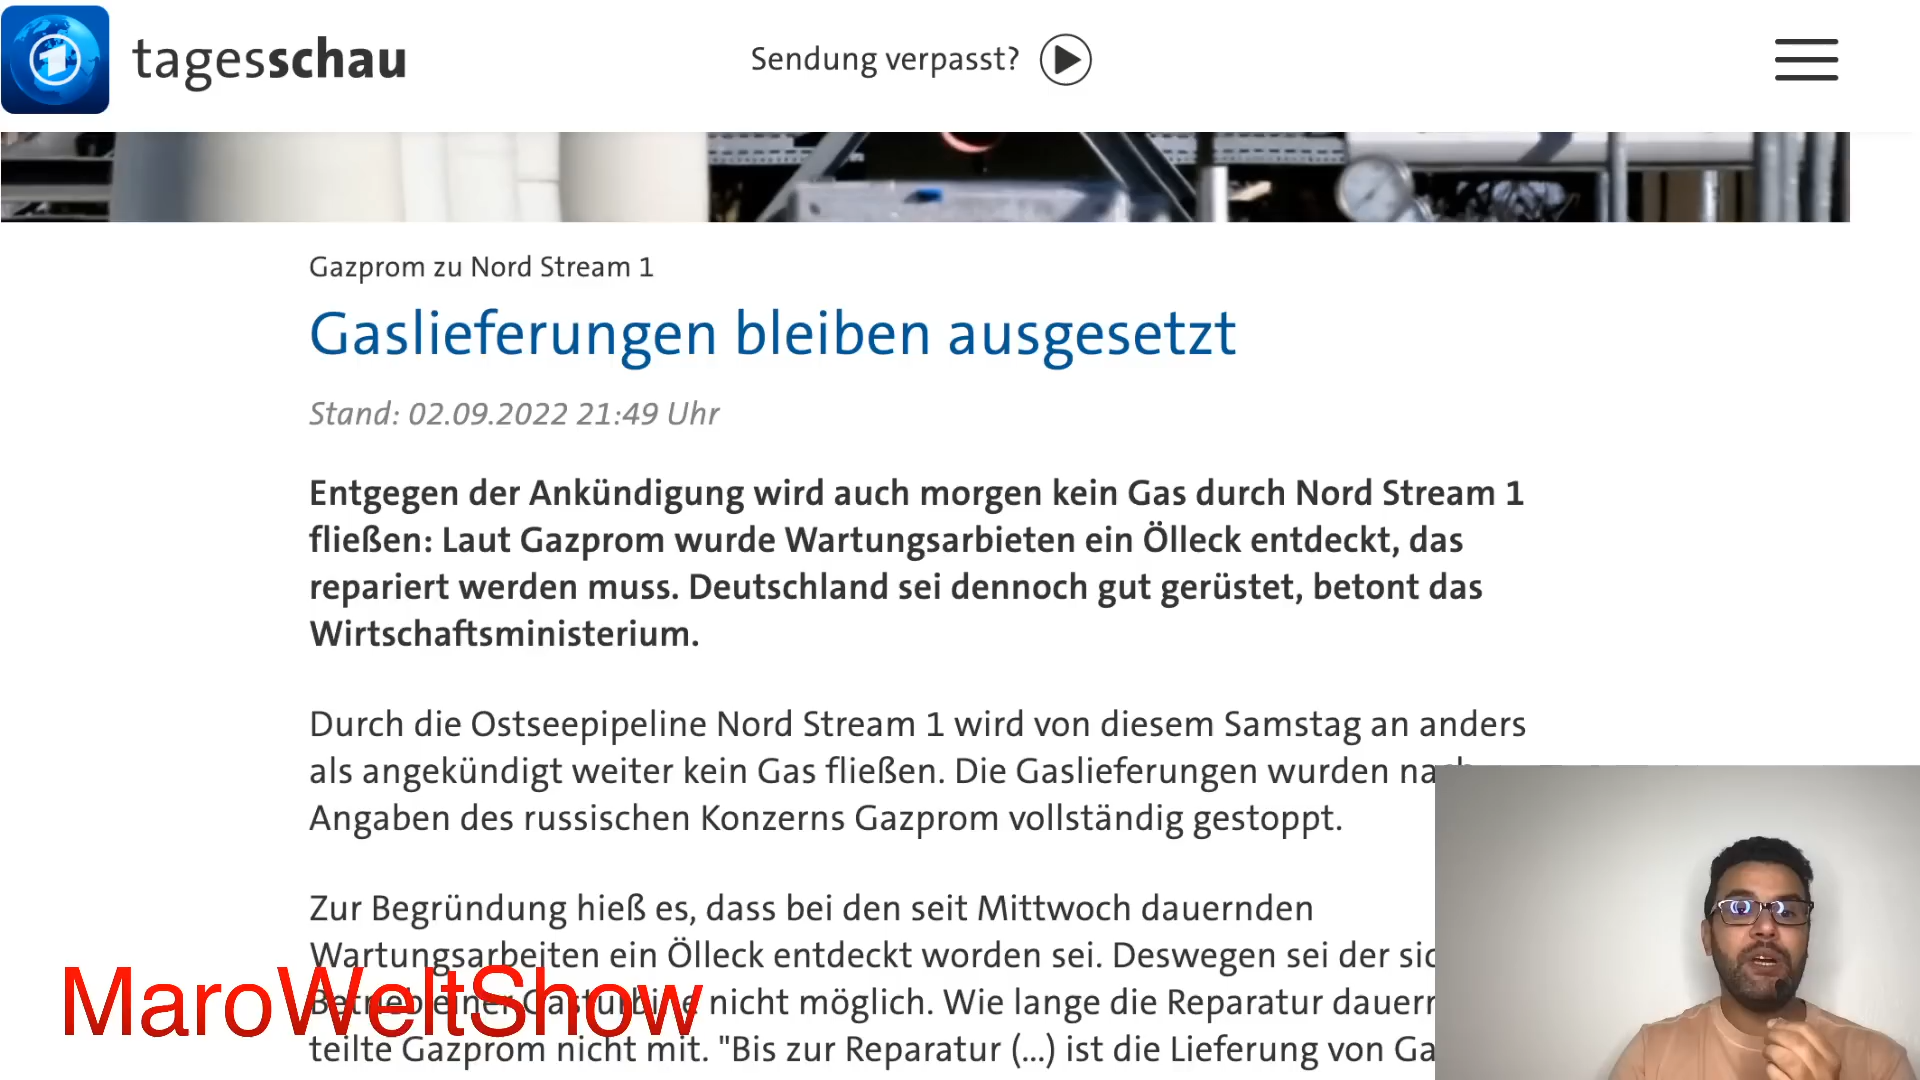 tagesschau
Sendung verpasst?
Gazprom zu Nord Stream 1
Gaslieferungen bleiben ausgesetzt
Stand: 02.09.2022 21:49 Uhr
Entgegen der Ankündigung wird auch morgen kein Gas durch Nord Stream 1
fließen: Laut Gazprom wurde Wartungsarbieten ein Ölleck entdeckt, das
repariert werden muss. Deutschland sei dennoch gut gerüstet, betont das
Wirtschaftsministerium.
Durch die Ostseepipeline Nord Stream 1 wird von diesem Samstag an anders
als angekündigt weiter kein Gas fließen. Die Gaslieferungen wurden nach
Angaben des russischen Konzerns Gazprom vollständig gestoppt.
Zur Begründung hieß es, dass bei den seit Mittwoch dauernden
Wartungsarbeiten ein Ölleck entdeckt worden sei. Deswegen sei der
Betrieb einer Gasturbine nicht möglich. Wie lange die Reparatur
teilte Gazprom nicht mit. "Bis zur Reparatur (...) ist die Lieferung von
MaroWeltShow